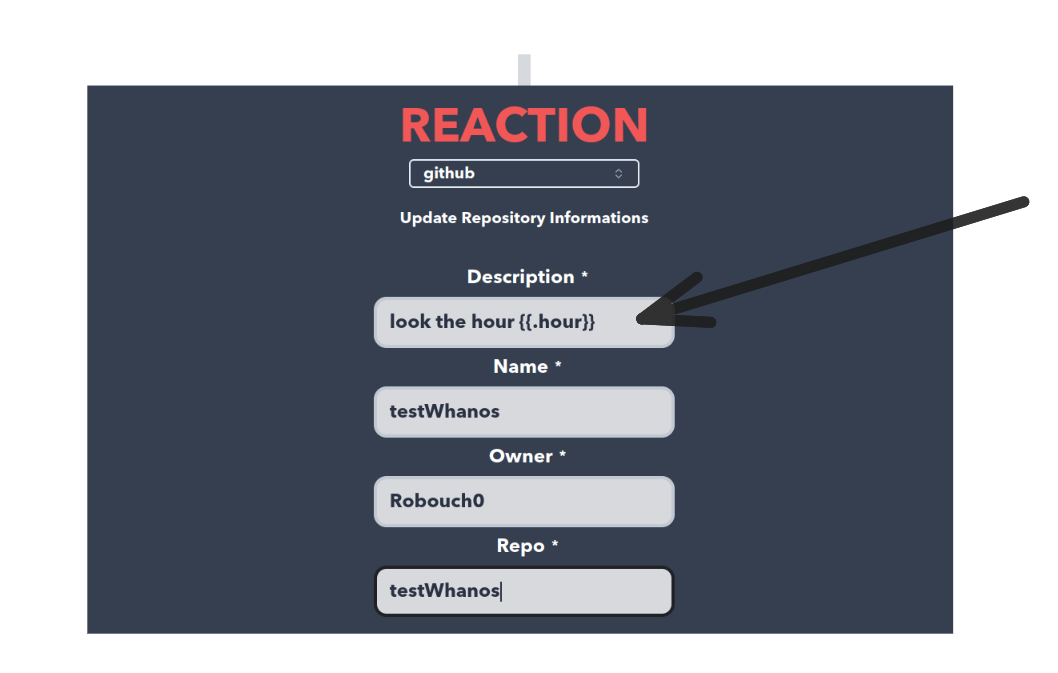 REACTION
github
Update Repository Informations
Description *
look the hour {{.hour}}
Name *
testWhanos
Owner *
Robouch0
Repo *
testWhanos